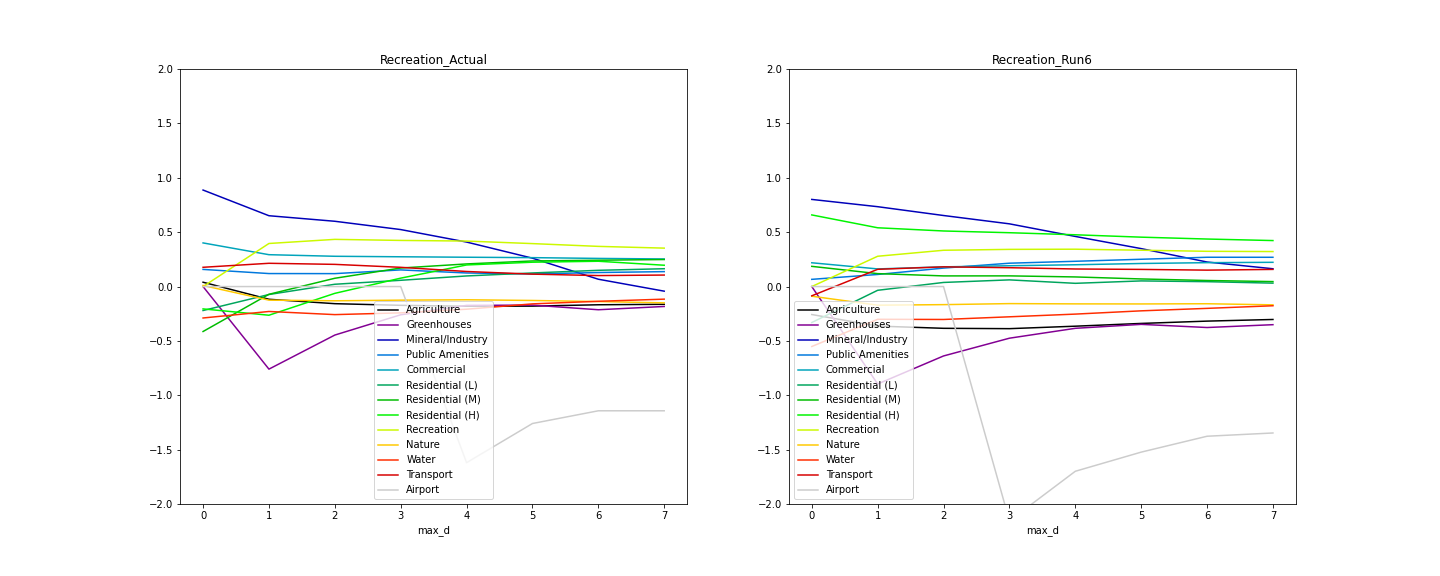 Recreation_Actual
2.0
1.5
1.0
0.5
0.0
−0.5
−1.0
−1.5
−2.0
Agriculture
Greenhouses
Mineral/Industry
Public Amenities
Commercial
Residential (L)
Residential (M)
Residential (H)
Recreation
Nature
Water
Transport
Airport
0 1 2 3 4 5 6 7
max_d
Recreation_Run6
2.0
1.5
1.0
0.5
0.0
−0.5
−1.0
−1.5
−2.0
Agriculture
Greenhouses
Mineral/Industry
Public Amenities
Commercial
Residential (L)
Residential (M)
Residential (H)
Recreation
Nature
Water
Transport
Airport
0 1 2 3 4 5 6 7
max_d